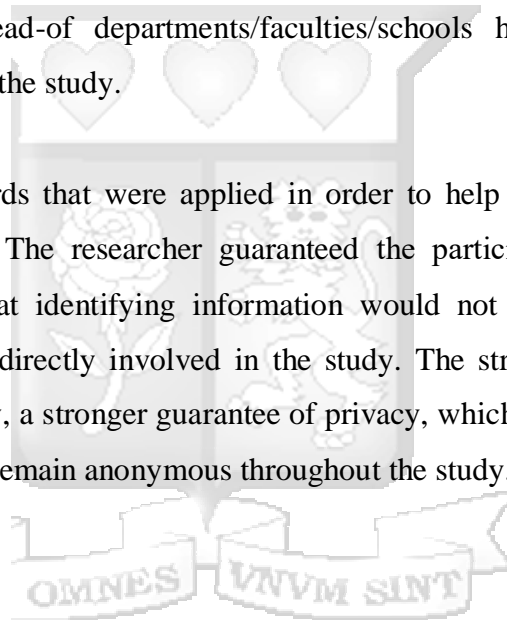 ead-of departments/faculties/schools h
the study.
rds that were applied in order to help
The researcher guaranteed the partici
at identifying information would not
directly involved in the study. The str
y, a stronger guarantee of privacy, which
remain anonymous throughout the study.
OMNES VNVM SINT